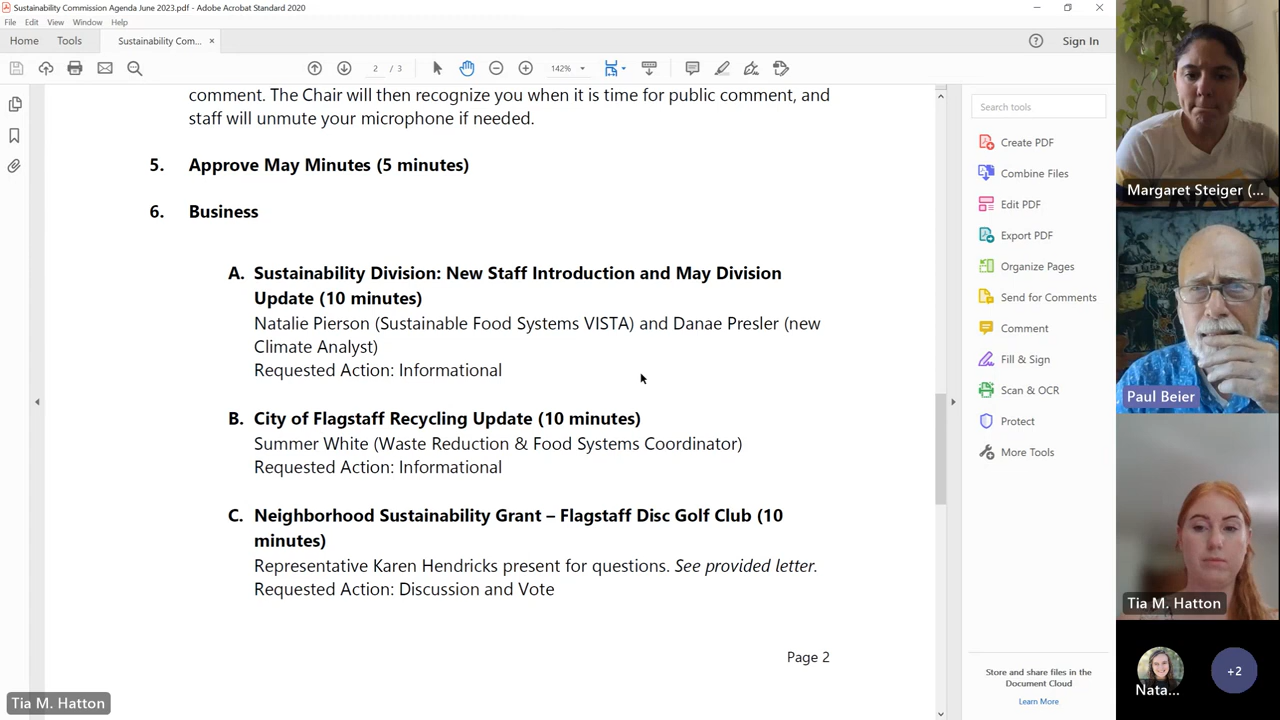 Sustainability Commission Agenda June 2023.pdf - Adobe Acrobat Standard 2020
File Edit View Window Help
Home Tools Sustainability Com... × Sign In
2 / 3 142%
comment. The Chair will then recognize you when it is time for public comment, and
staff will unmute your microphone if needed.
5. Approve May Minutes (5 minutes)
6. Business
A. Sustainability Division: New Staff Introduction and May Division
Update (10 minutes)
Natalie Pierson (Sustainable Food Systems VISTA) and Danae Presler (new
Climate Analyst)
Requested Action: Informational
B. City of Flagstaff Recycling Update (10 minutes)
Summer White (Waste Reduction & Food Systems Coordinator)
Requested Action: Informational
C. Neighborhood Sustainability Grant – Flagstaff Disc Golf Club (10
minutes)
Representative Karen Hendricks present for questions. See provided letter.
Requested Action: Discussion and Vote
Page 2
Tia M. Hatton
Search tools
Create PDF
Combine Files
Edit PDF
Export PDF
Organize Pages
Send for Comments
Comment
Fill & Sign
Scan & OCR
Protect
More Tools
Store and share files in the
Document Cloud
Learn More
Margaret Steiger (...
Paul Beier
Tia M. Hatton
Nata...
+2